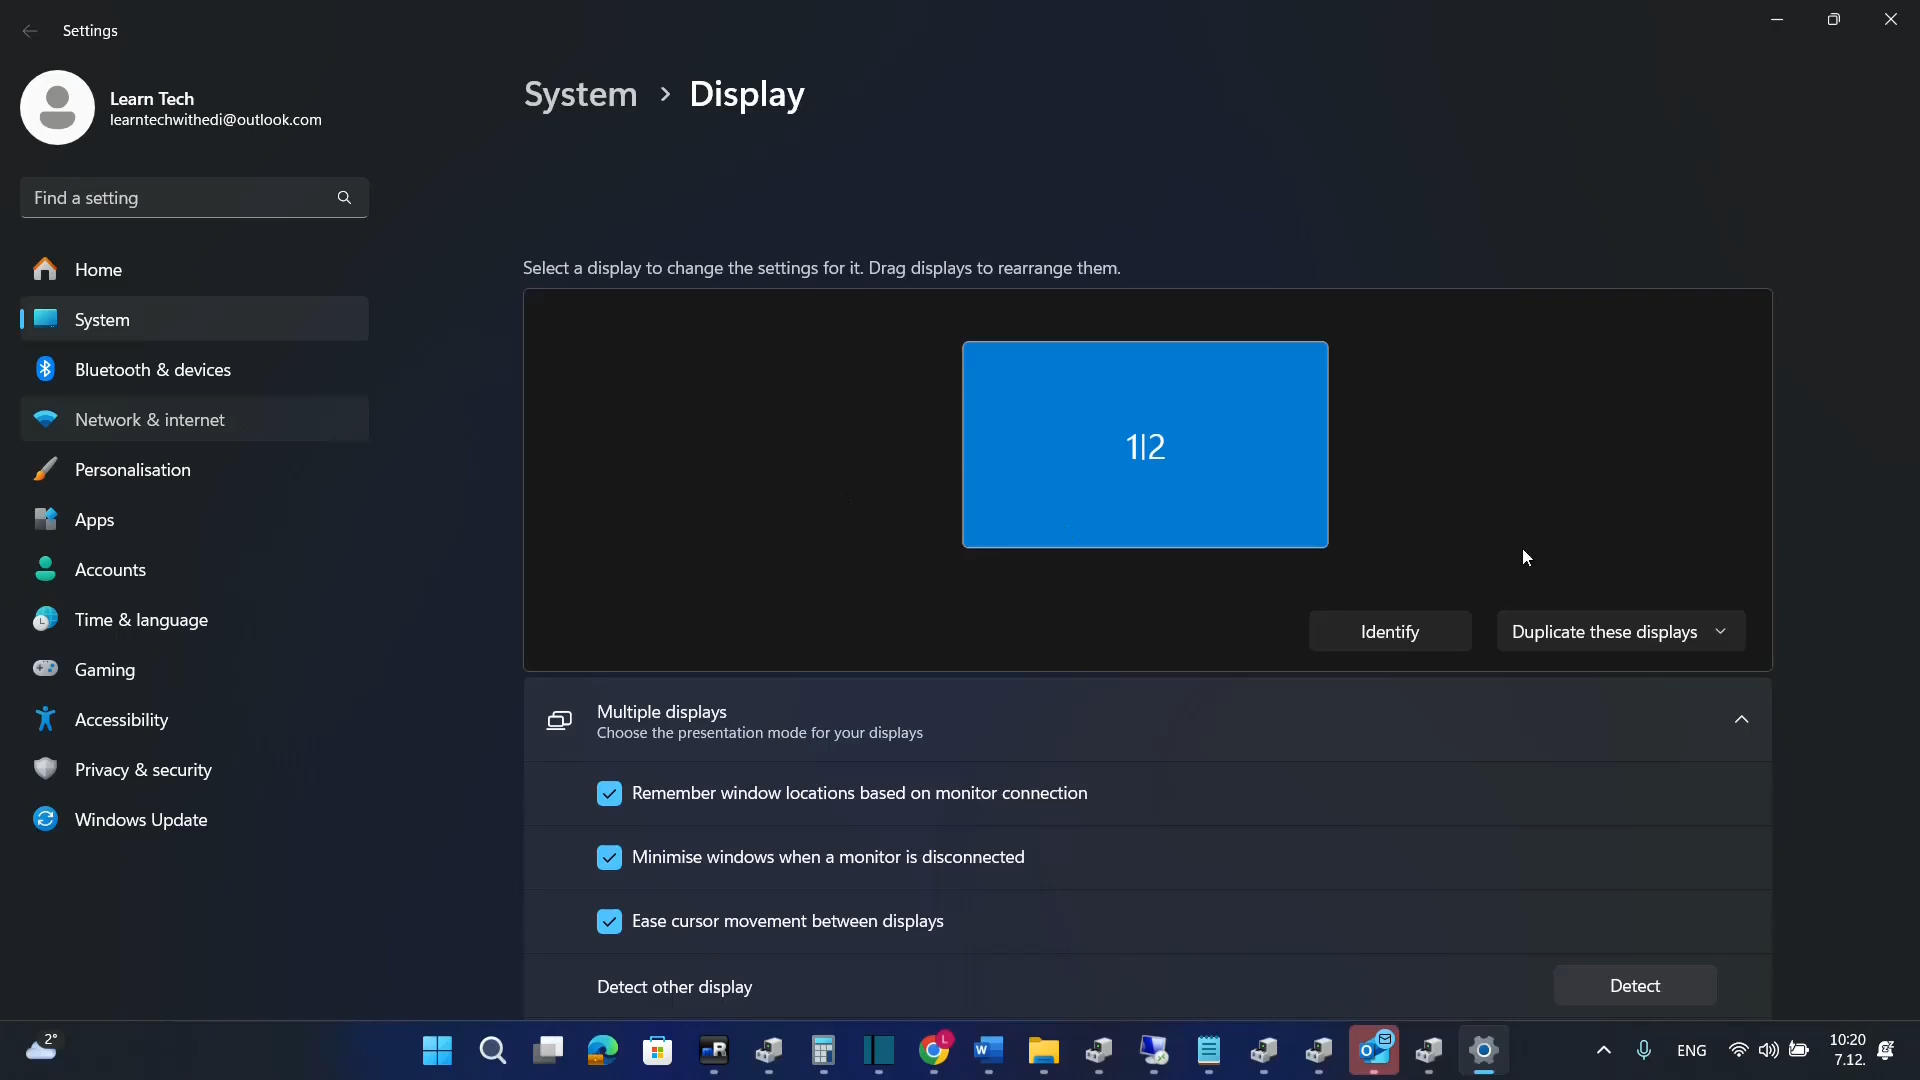 Settings
Learn Tech
learntechwithedi@outlook.com
Find a setting
Home
System
Bluetooth & devices
Network & internet
Personalisation
Apps
Accounts
Time & language
Gaming
Accessibility
Privacy & security
Windows Update
System > Display
Select a display to change the settings for it. Drag displays to rearrange them.
1|2
Identify
Duplicate these displays
Multiple displays
Choose the presentation mode for your displays
Remember window locations based on monitor connection
Minimise windows when a monitor is disconnected
Ease cursor movement between displays
Detect other display
Detect
2°
R
L
W
O
ENG
10:20
7.12.